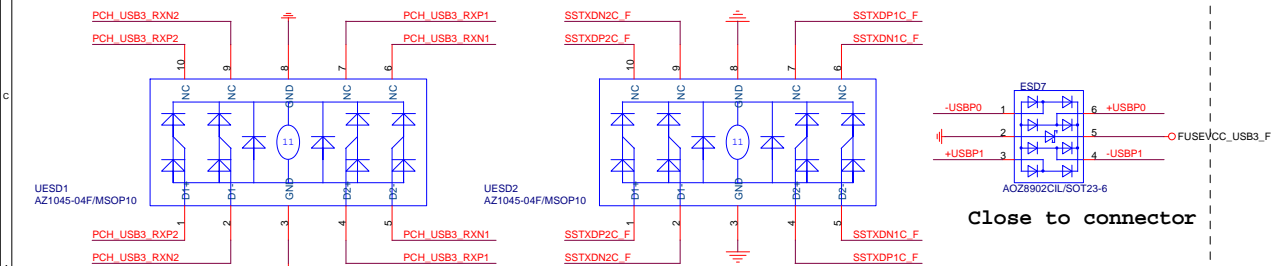 PCH_USB3_RXN2
PCH_USB3_RXP1
SSTXDN2C_F
SSTXDP1C_F
PCH_USB3_RXP2
PCH_USB3_RXN1
SSTXDP2C_F
SSTXDN1C_F
10 9 8 7 6
10 9 8 7 6
NC NC GND NC NC
NC NC GND NC NC
C
ESD7
-USBP0 1 6 +USBP0
2 5 FUSEVCC_USB3_F
+USBP1 3 4 -USBP1
11
11
UESD1
AZ1045-04F/MSOP10
D1+ D1- GND D2+ D2-
UESD2
AZ1045-04F/MSOP10
D1+ D1- GND D2+ D2-
AOZ8902CIL/SOT23-6
Close to connector
1 2 3 4 5
1 2 3 4 5
PCH_USB3_RXP2
PCH_USB3_RXN1
SSTXDP2C_F
SSTXDN1C_F
PCH_USB3_RXN2
PCH_USB3_RXP1
SSTXDN2C_F
SSTXDP1C_F